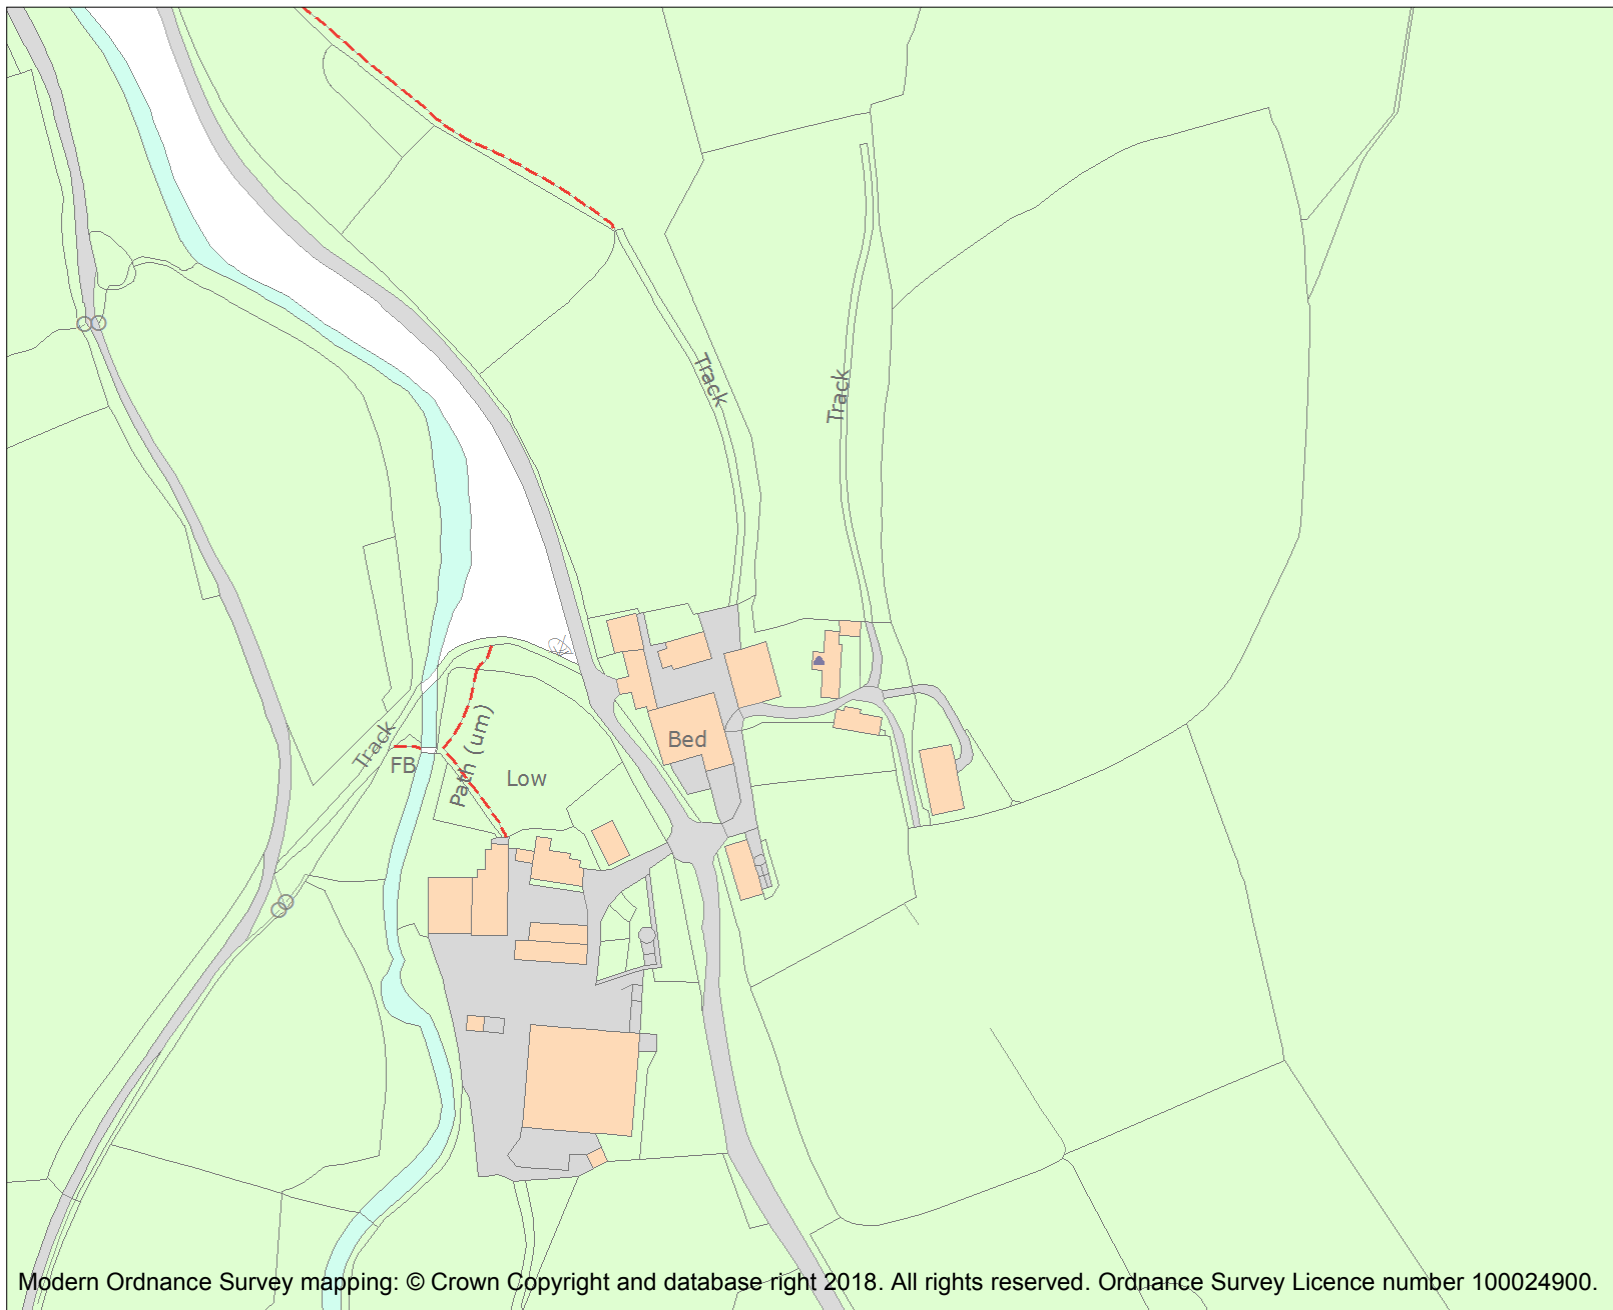 Track
Track
Track
Bed
Path (um)
FB
Low
Modern Ordnance Survey mapping: © Crown Copyright and database right 2018. All rights reserved. Ordnance Survey Licence number 100024900.